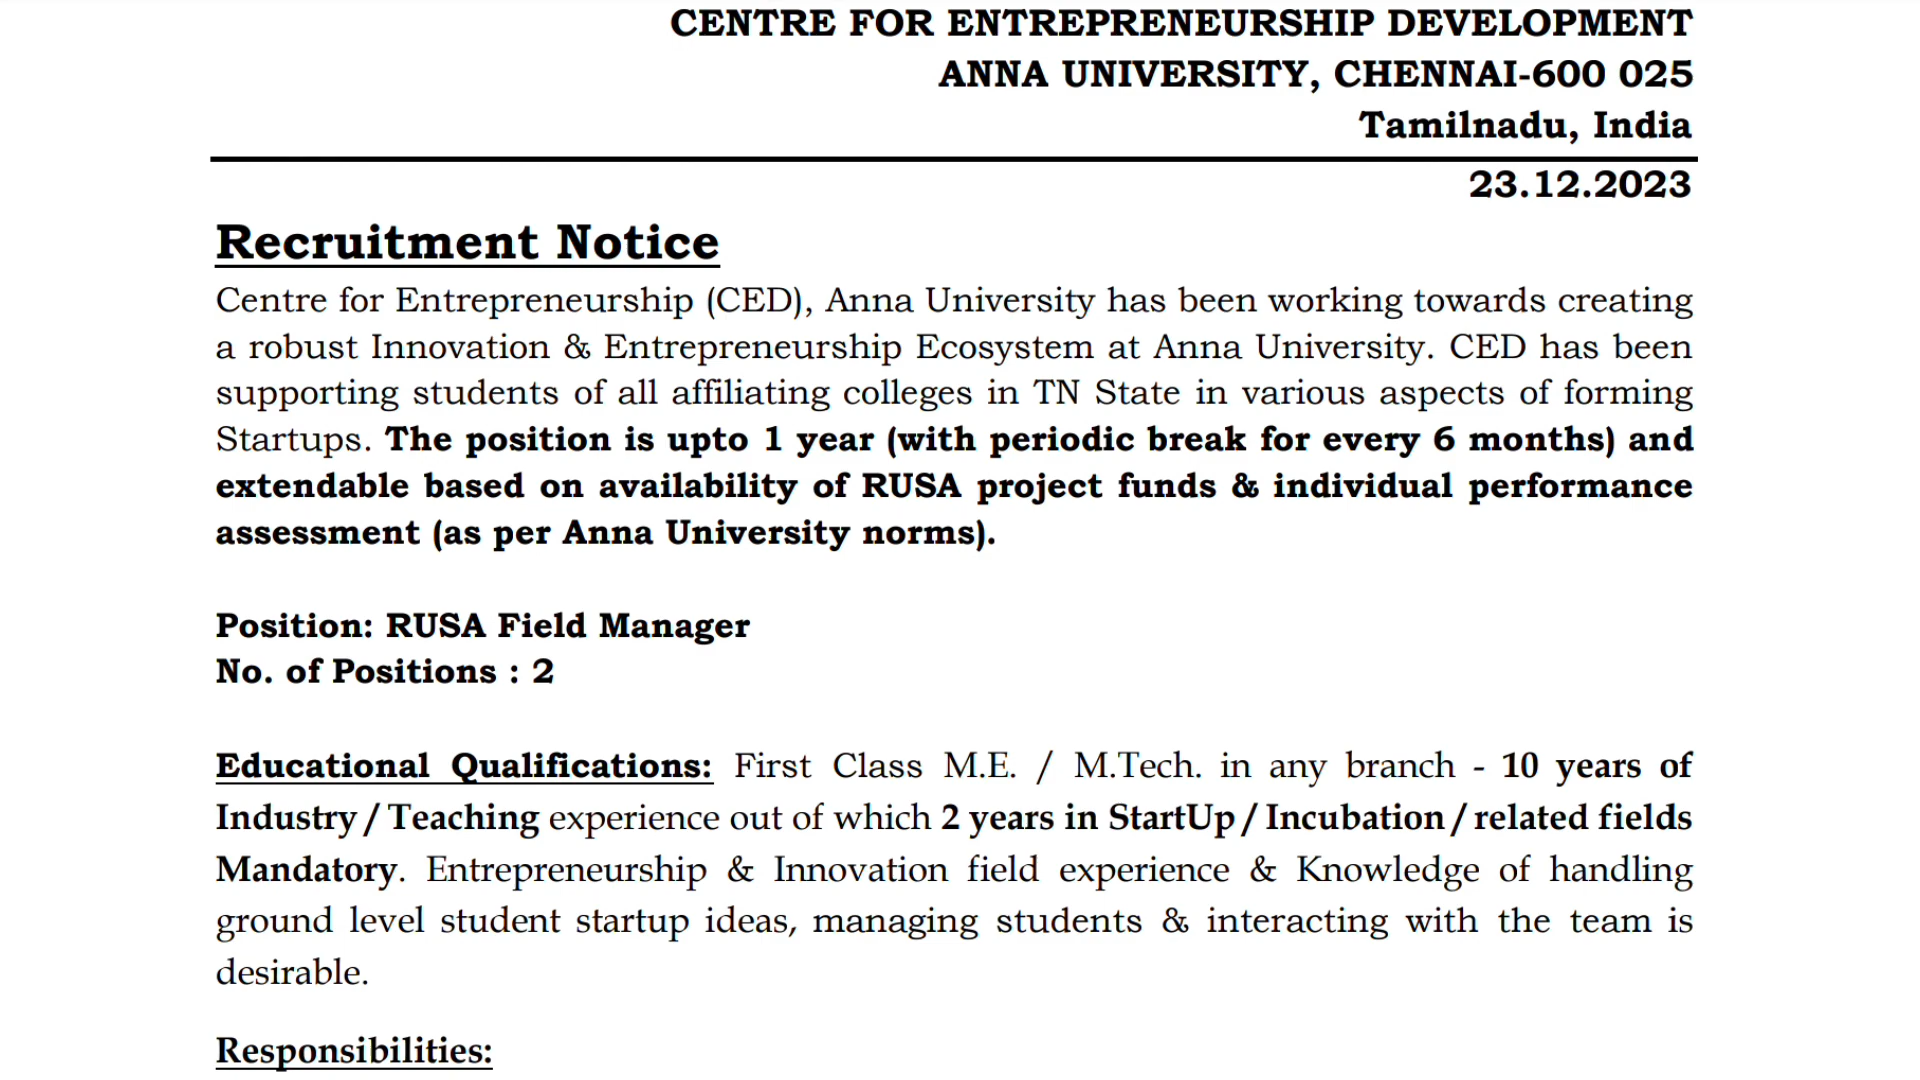 CENTRE FOR ENTREPRENEURSHIP DEVELOPMENT
ANNA UNIVERSITY, CHENNAI-600 025
Tamilnadu, India
23.12.2023
Recruitment Notice
Centre for Entrepreneurship (CED), Anna University has been working towards creating
a robust Innovation & Entrepreneurship Ecosystem at Anna University. CED has been
supporting students of all affiliating colleges in TN State in various aspects of forming
Startups. The position is upto 1 year (with periodic break for every 6 months) and
extendable based on availability of RUSA project funds & individual performance
assessment (as per Anna University norms).
Position: RUSA Field Manager
No. of Positions : 2
Educational Qualifications: First Class M.E. / M.Tech. in any branch - 10 years of
Industry / Teaching experience out of which 2 years in StartUp / Incubation / related fields
Mandatory. Entrepreneurship & Innovation field experience & Knowledge of handling
ground level student startup ideas, managing students & interacting with the team is
desirable.
Responsibilities: